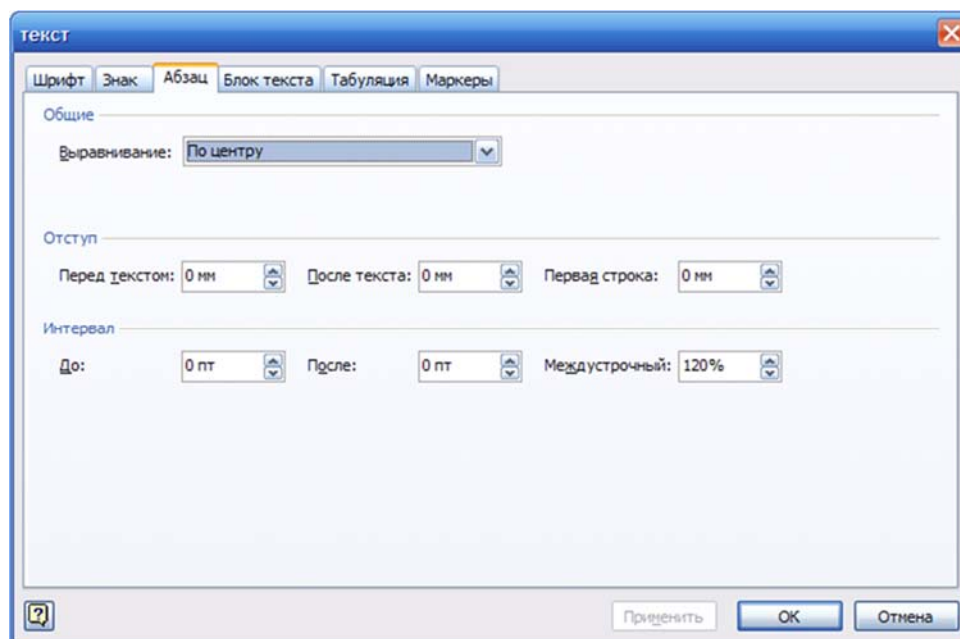 текст
Шрифт Знак Абзац Блок текста Табуляция Маркеры
Общие
Выравнивание: По центру
Отступ
Перед текстом: 0 мм После текста: 0 мм Первая строка: 0 мм
Интервал
До: 0 пт После: 0 пт Междустрочный: 120%
Применить ОК Отмена